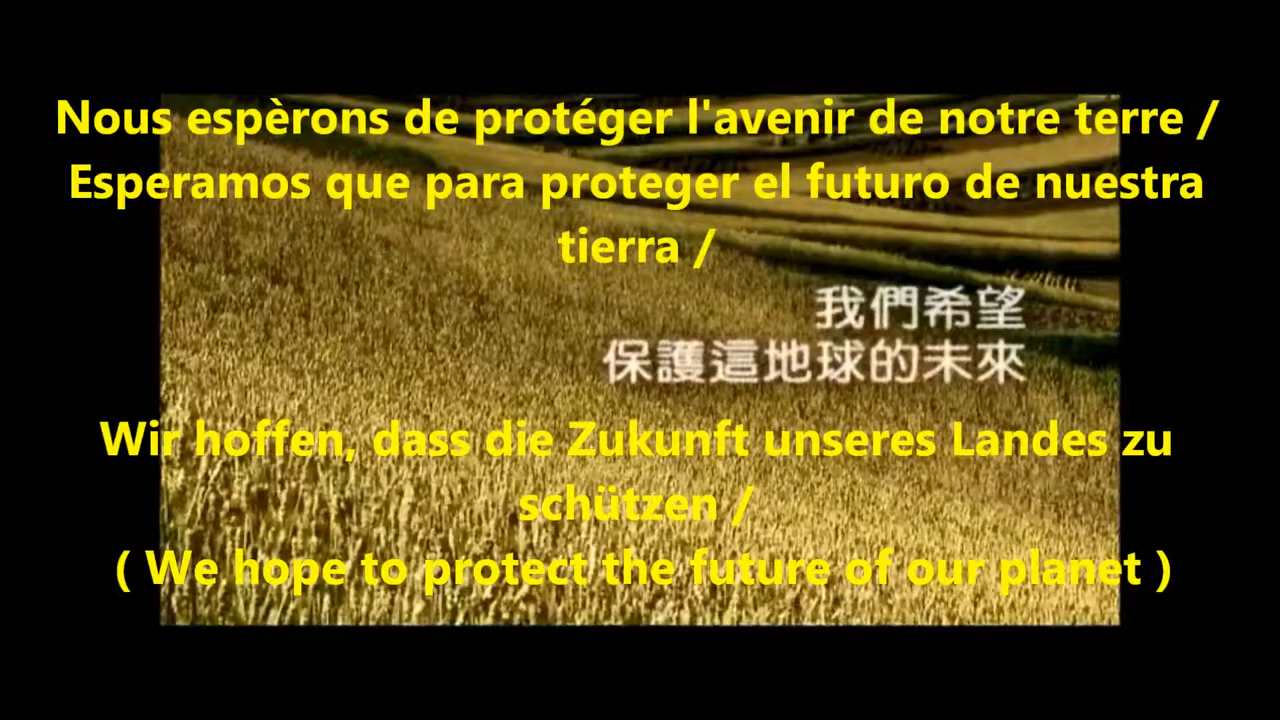 Nous espèrons de protéger l'avenir de notre terre /
Esperamos que para proteger el futuro de nuestra
tierra /
我們希望
保護這地球的未來
Wir hoffen, dass die Zukunft unseres Landes zu
schützen /
( We hope to protect the future of our planet )